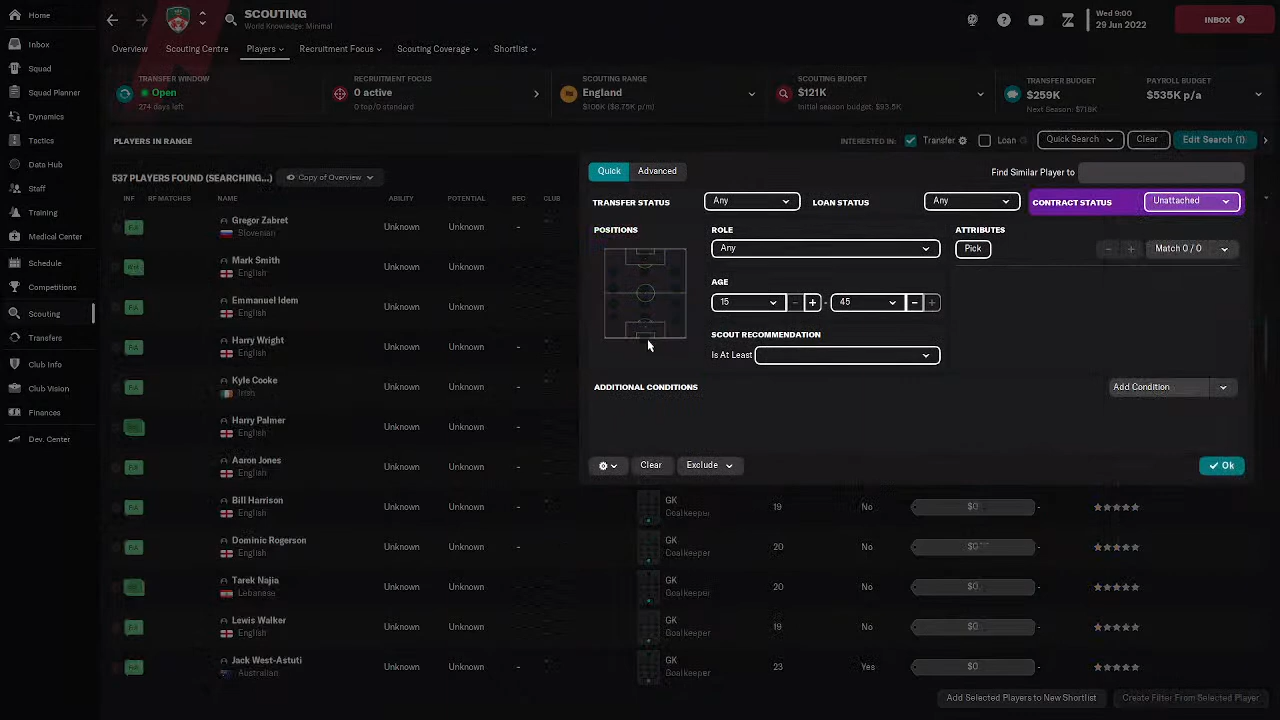 Home
Inbox
Squad
Squad Planner
Dynamics
Tactics
Data Hub
Staff
Training
Medical Center
Schedule
Competitions
Scouting
Transfers
Club Info
Club Vision
Finances
Dev. Center
SCOUTING
World Knowledge: Minimal
Wed 9:00
29 Jun 2022
INBOX
Overview Scouting Centre Players Recruitment Focus Scouting Coverage Shortlist
TRANSFER WINDOW
Open
274 days left
RECRUITMENT FOCUS
0 active
0 top/0 standard
SCOUTING RANGE
England
$106K ($8.75K p/m)
SCOUTING BUDGET
$121K
Initial season budget: $93.5K
TRANSFER BUDGET
$259K
Next Season: $718K
PAYROLL BUDGET
$535K p/a
PLAYERS IN RANGE
INTERESTED IN: Transfer Loan Quick Search Clear Edit Search (1)
537 PLAYERS FOUND (SEARCHING...) Copy of Overview
INF RF MATCHES NAME ABILITY POTENTIAL REC CLUB
Gregor Zabret
Slovenian
Unknown Unknown -
Mark Smith
English
Unknown Unknown -
Emmanuel Idem
English
Unknown Unknown -
Harry Wright
English
Unknown Unknown -
Kyle Cooke
Irish
Unknown Unknown -
Harry Palmer
English
Unknown Unknown -
Aaron Jones
English
Unknown Unknown -
Bill Harrison
English
Unknown Unknown -
GK
Goalkeeper
19 No $0 -
Dominic Rogerson
English
Unknown Unknown -
GK
Goalkeeper
20 No $0 -
Tarek Najia
Lebanese
Unknown Unknown -
GK
Goalkeeper
20 No $0 -
Lewis Walker
English
Unknown Unknown -
GK
Goalkeeper
19 No $0 -
Jack West-Astuti
Australian
Unknown Unknown -
GK
Goalkeeper
23 Yes $0 -
Quick Advanced
Find Similar Player to
TRANSFER STATUS Any LOAN STATUS Any CONTRACT STATUS Unattached
POSITIONS
ROLE
Any
ATTRIBUTES
Pick - + Match 0 / 0
AGE
15 - + - 45 - +
SCOUT RECOMMENDATION
Is At Least
ADDITIONAL CONDITIONS
Add Condition
Clear Exclude Ok
Add Selected Players to New Shortlist Create Filter From Selected Player